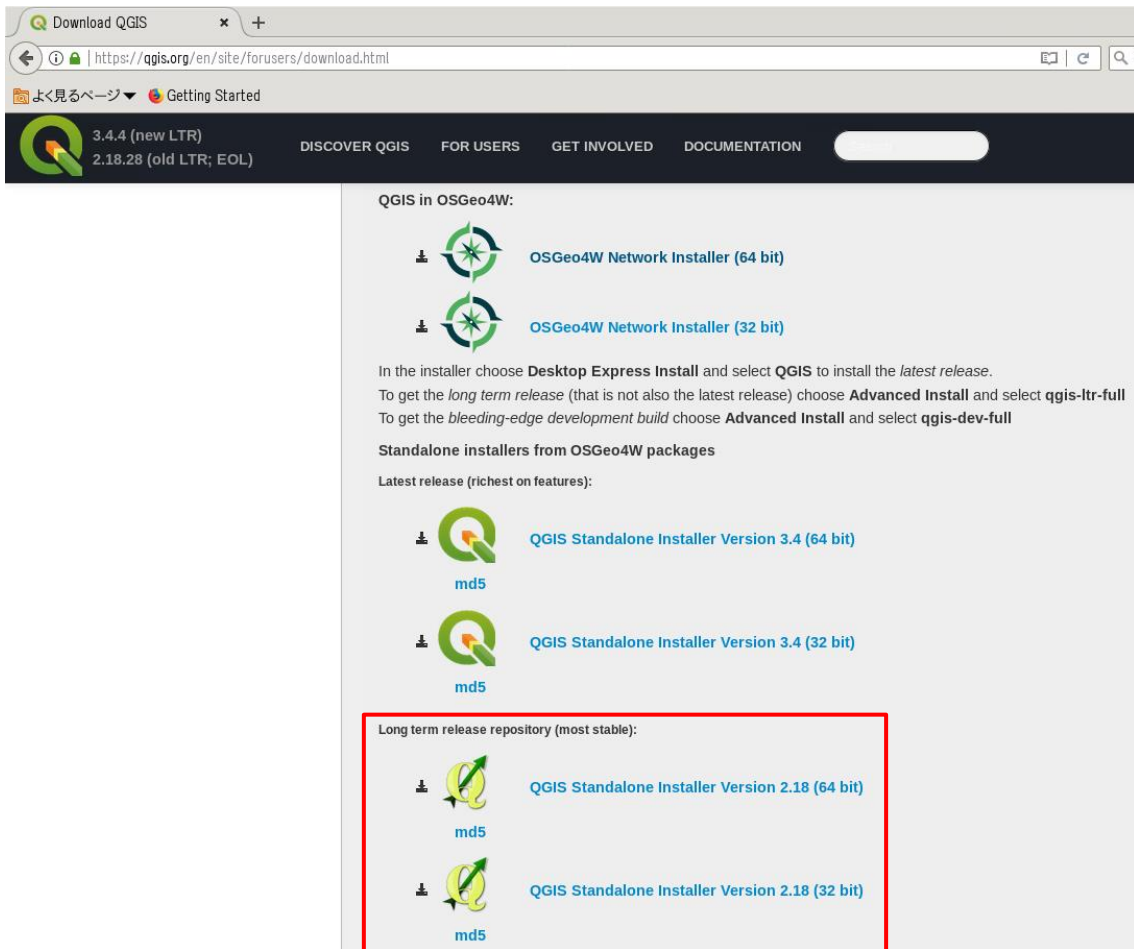 Download QGIS
https://qgis.org/en/site/forusers/download.html
よく見るページ Getting Started
3.4.4 (new LTR)
2.18.28 (old LTR; EOL)
DISCOVER QGIS FOR USERS GET INVOLVED DOCUMENTATION
QGIS in OSGeo4W:
OSGeo4W Network Installer (64 bit)
OSGeo4W Network Installer (32 bit)
In the installer choose Desktop Express Install and select QGIS to install the latest release.
To get the long term release (that is not also the latest release) choose Advanced Install and select qgis-ltr-full
To get the bleeding-edge development build choose Advanced Install and select qgis-dev-full
Standalone installers from OSGeo4W packages
Latest release (richest on features):
QGIS Standalone Installer Version 3.4 (64 bit)
md5
QGIS Standalone Installer Version 3.4 (32 bit)
md5
Long term release repository (most stable):
QGIS Standalone Installer Version 2.18 (64 bit)
md5
QGIS Standalone Installer Version 2.18 (32 bit)
md5